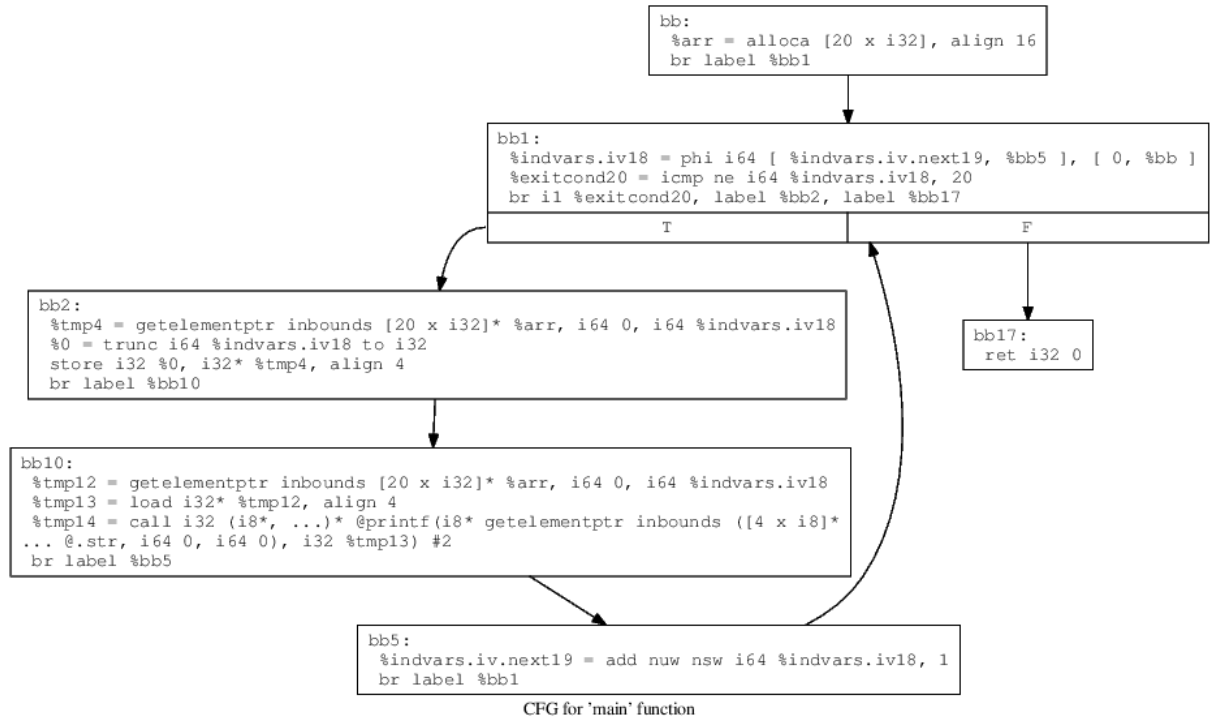 bb:
%arr = alloca [20 x i32], align 16
br label %bb1
bb1:
%indvars.iv18 = phi i64 [ %indvars.iv.next19, %bb5 ], [ 0, %bb ]
%exitcond20 = icmp ne i64 %indvars.iv18, 20
br i1 %exitcond20, label %bb2, label %bb17
T
F
bb2:
%tmp4 = getelementptr inbounds [20 x i32]* %arr, i64 0, i64 %indvars.iv18
%0 = trunc i64 %indvars.iv18 to i32
store i32 %0, i32* %tmp4, align 4
br label %bb10
bb17:
ret i32 0
bb10:
%tmp12 = getelementptr inbounds [20 x i32]* %arr, i64 0, i64 %indvars.iv18
%tmp13 = load i32* %tmp12, align 4
%tmp14 = call i32 (i8*, ...)* @printf(i8* getelementptr inbounds ([4 x i8]*
... @.str, i64 0, i64 0), i32 %tmp13) #2
br label %bb5
bb5:
%indvars.iv.next19 = add nuw nsw i64 %indvars.iv18, 1
br label %bb1
CFG for 'main' function